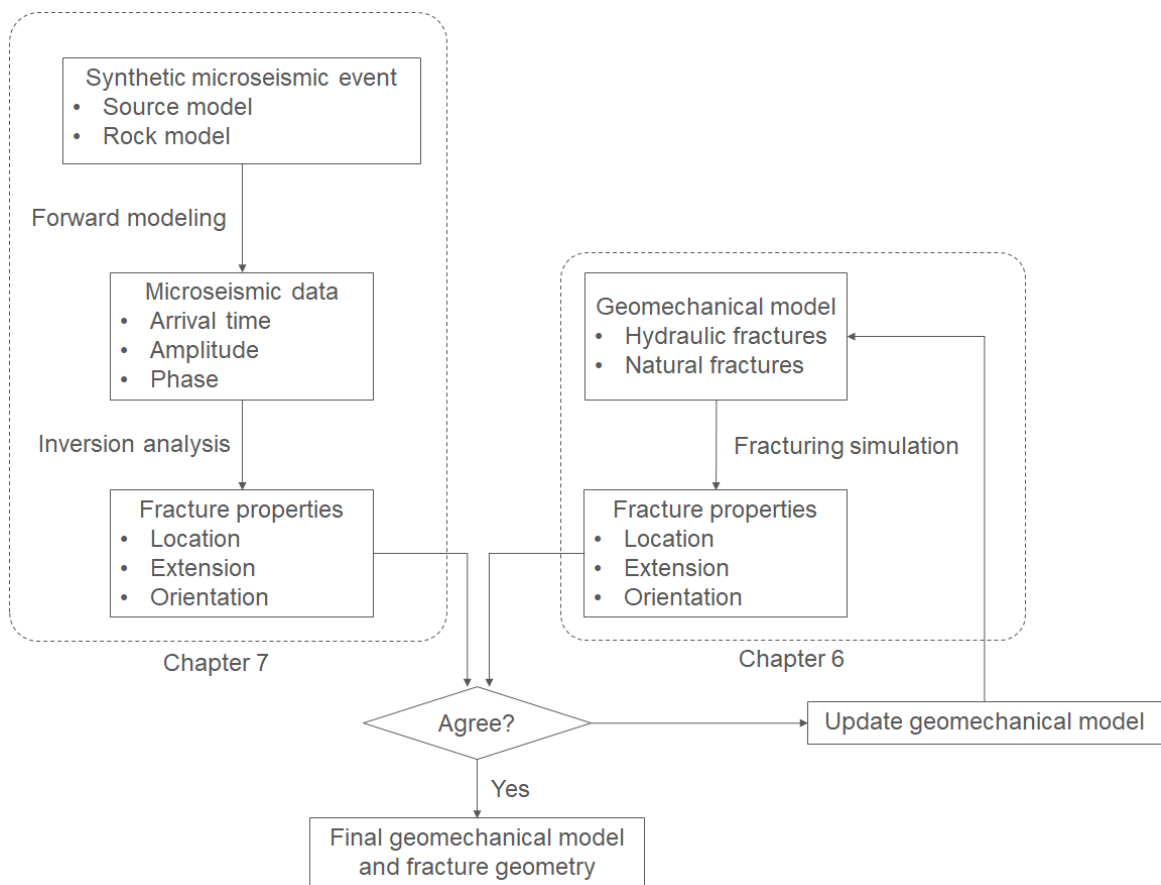 Synthetic microseismic event
• Source model
• Rock model
Forward modeling
Microseismic data
• Arrival time
• Amplitude
• Phase
Inversion analysis
Fracture properties
• Location
• Extension
• Orientation
Chapter 7
Geomechanical model
• Hydraulic fractures
• Natural fractures
Fracturing simulation
Fracture properties
• Location
• Extension
• Orientation
Chapter 6
Agree?
Update geomechanical model
Yes
Final geomechanical model
and fracture geometry